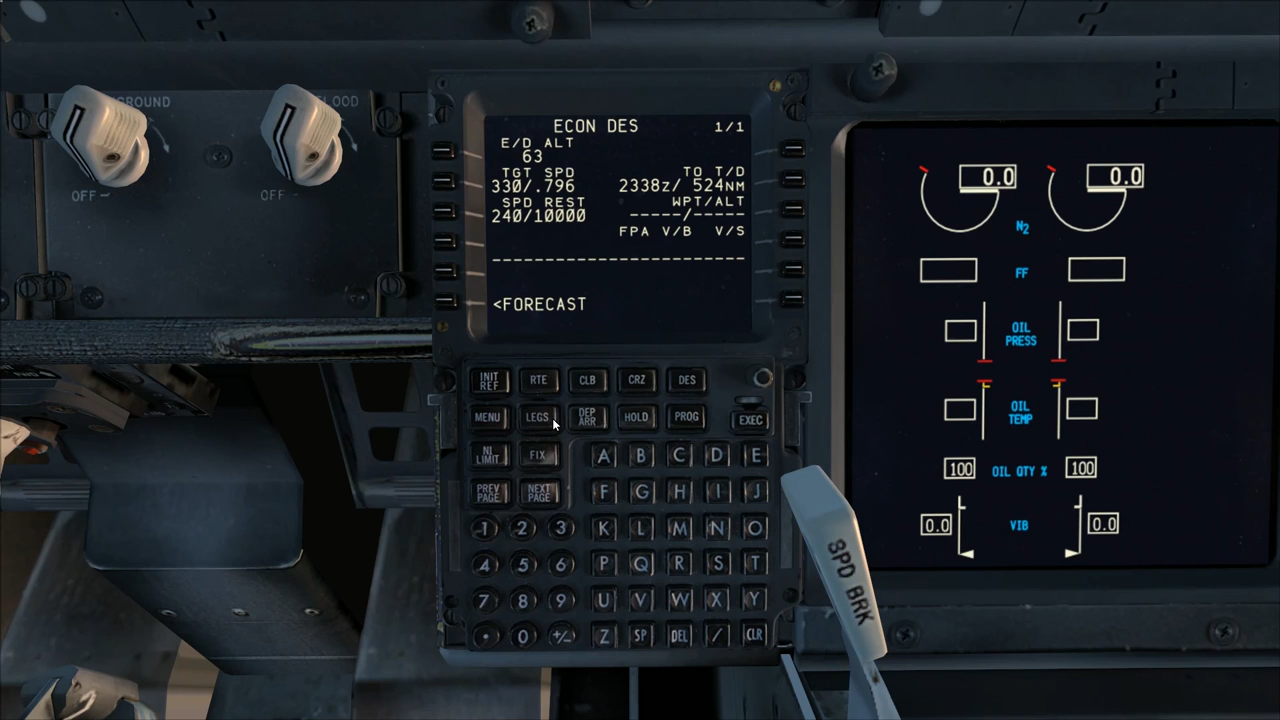 GROUND
OFF
FLOOD
OFF
ECON DES 1/1
E/D ALT
63
TGT SPD TO T/D
330/.796 2338z/ 524NM
SPD REST WPT/ALT
240/10000 -----/-----
FPA V/B V/S
------------------------
<FORECAST
INIT REF RTE CLB CRZ DES
MENU LEGS DEP ARR HOLD PROG EXEC
N1 LIMIT FIX A B C D E
PREV PAGE NEXT PAGE F G H I J
1 2 3 K L M N O
4 5 6 P Q R S T
7 8 9 U V W X Y
. 0 +/- Z SP DEL / CLR
SPD BRK
0.0 0.0
N2
FF
OIL
PRESS
OIL
TEMP
100 OIL QTY % 100
0.0 VIB 0.0